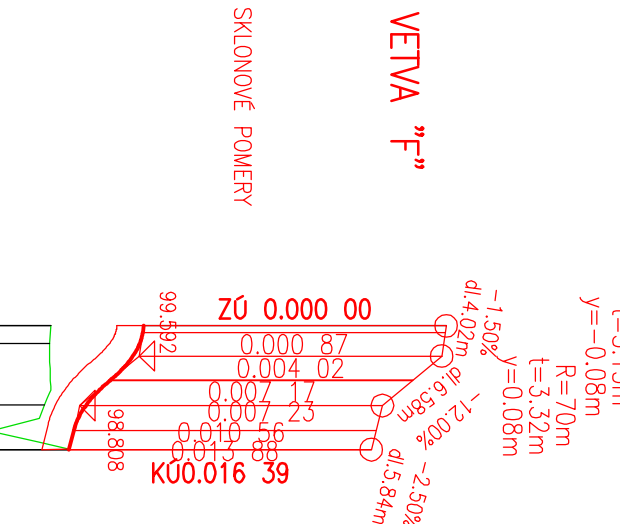 VETVA "F"
SKLONOVÉ POMERY
y=-0.08m
R=70m
t=3.32m
y=0.08m
-1.50%
dl.4.02m
-12.00%
dl.6.58m
-2.50%
dl.5.84m
99.592
98.808
ZÚ 0.000 00
0.000 87
0.004 02
0.007 17
0.007 23
0.010 56
0.013 88
KÚ0.016 39